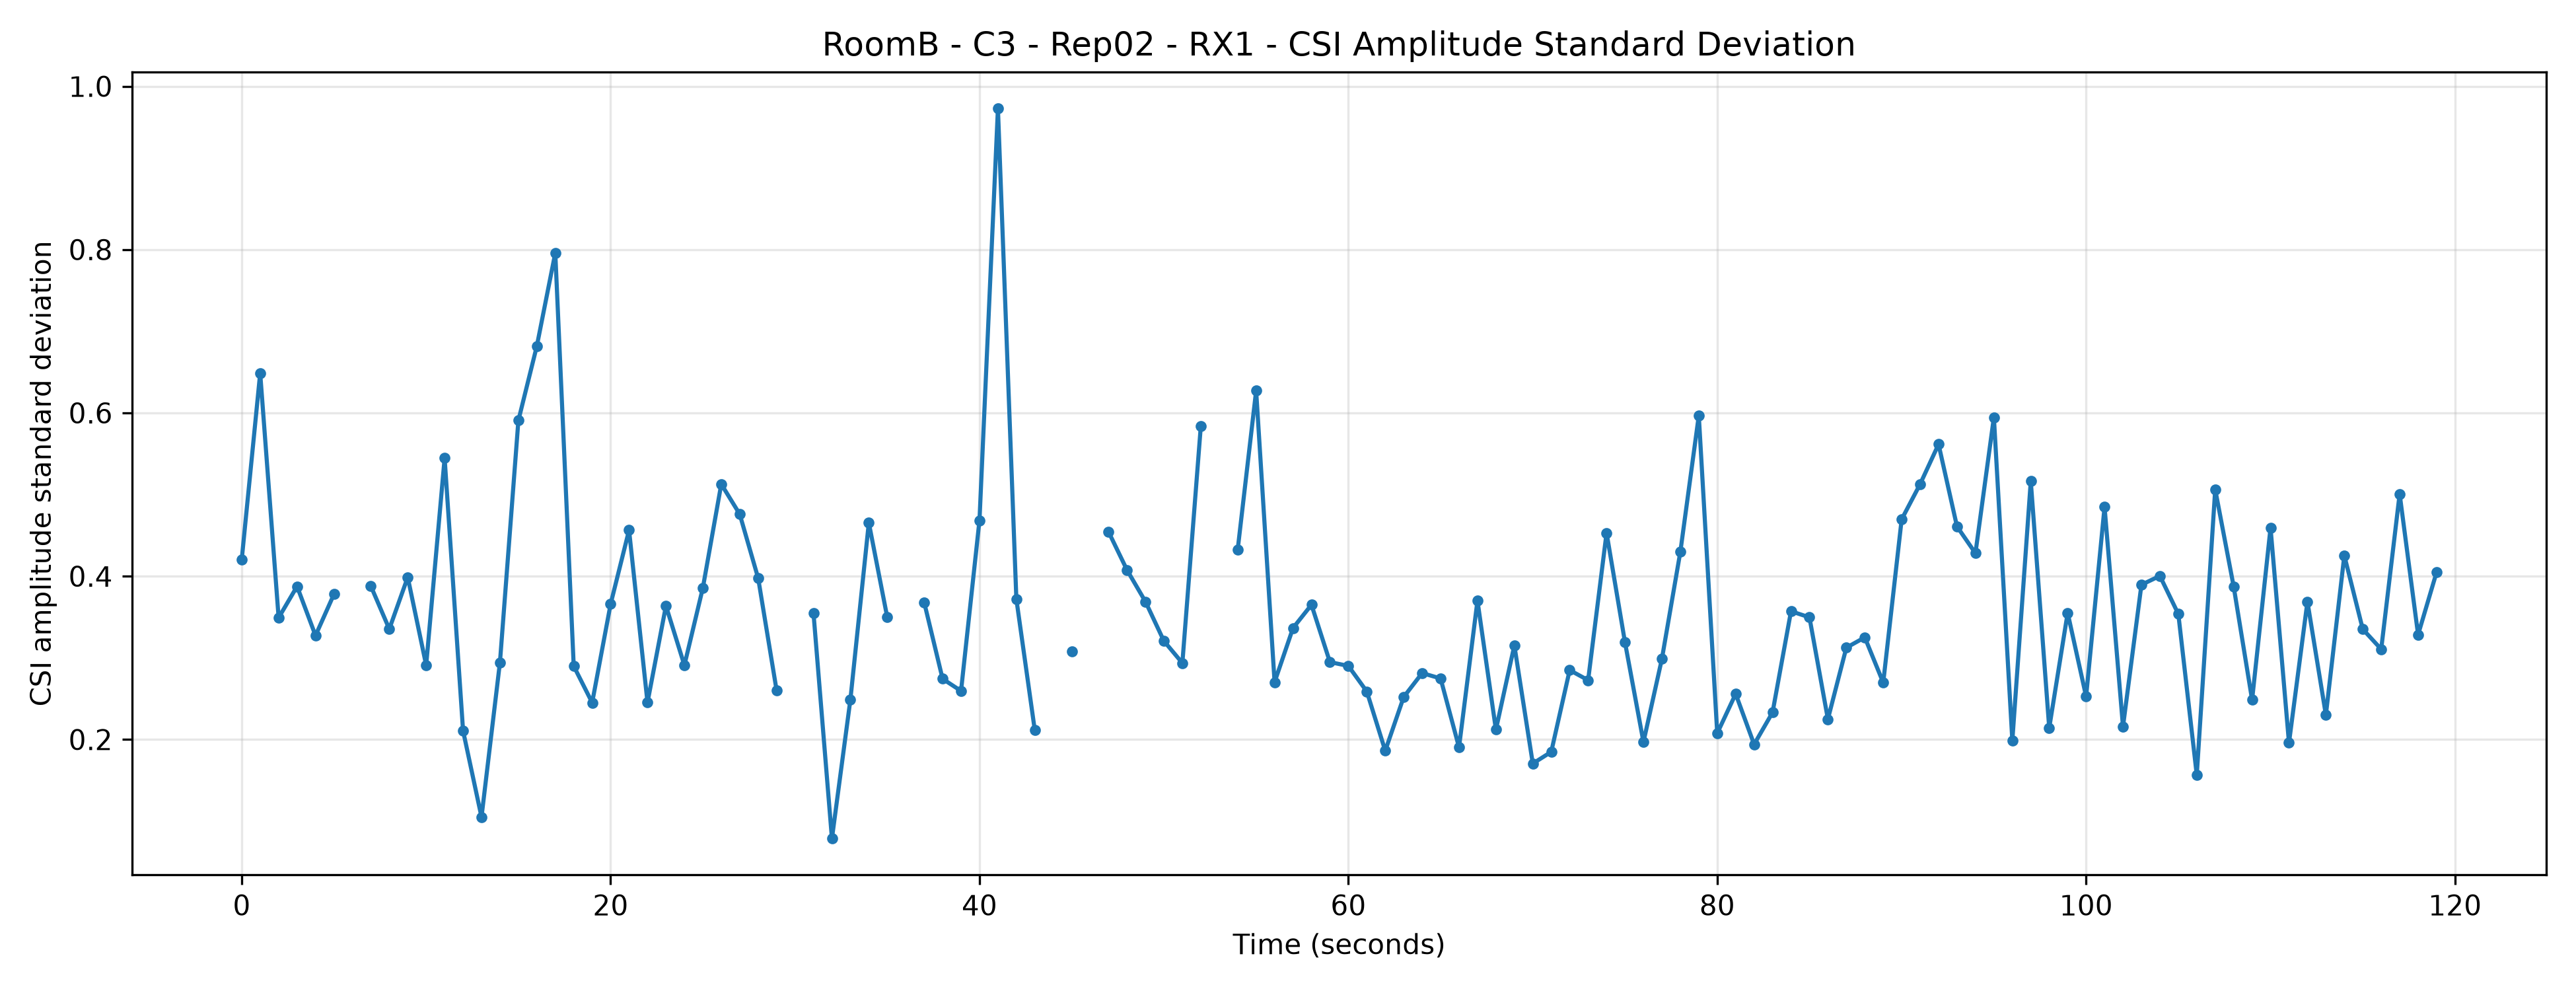 RoomB - C3 - Rep02 - RX1 - CSI Amplitude Standard Deviation
CSI amplitude standard deviation
1.0
0.8
0.6
0.4
0.2
0 20 40 60 80 100 120
Time (seconds)